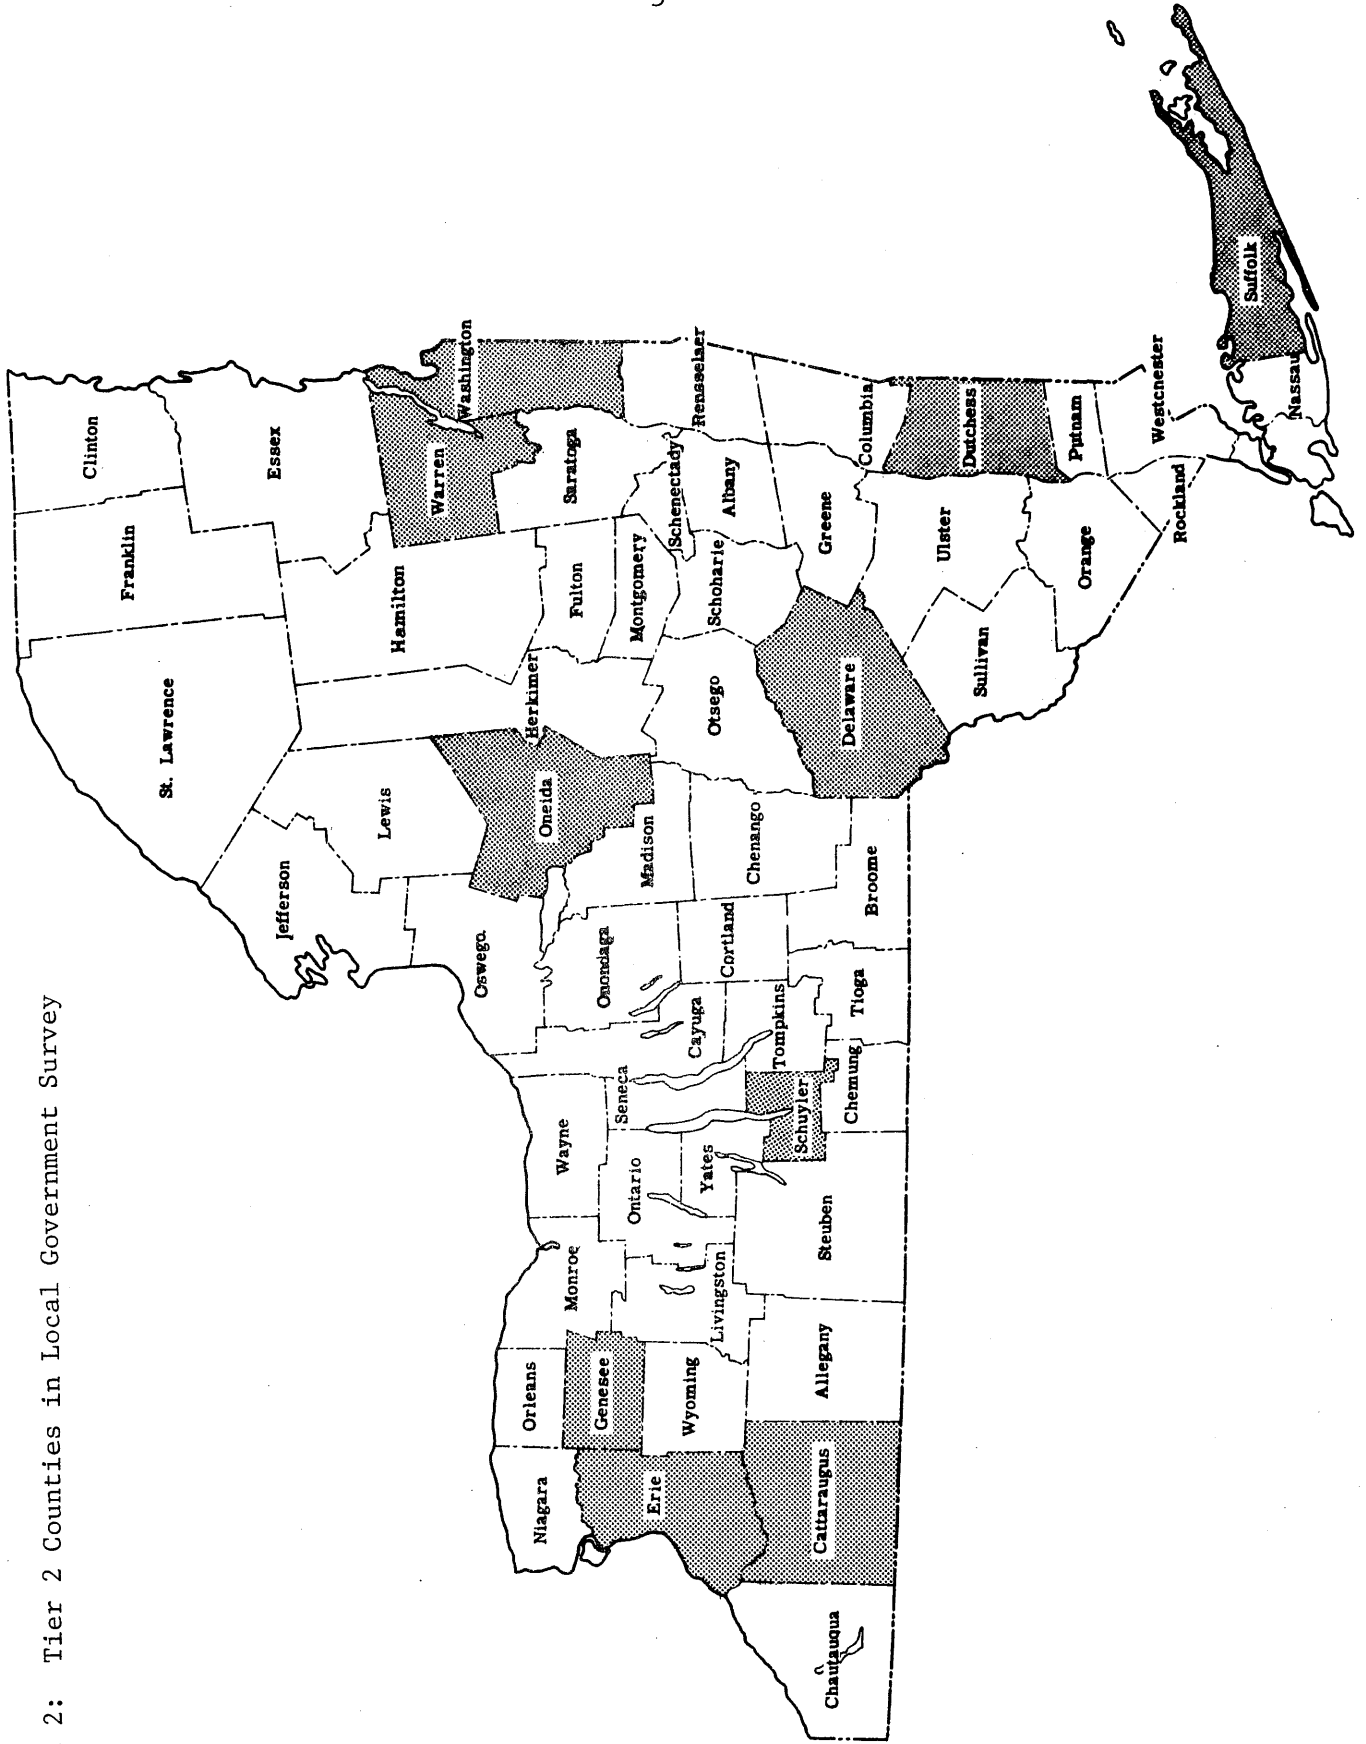 2: Tier 2 Counties in Local Government Survey
Clinton
Franklin
St. Lawrence
Essex
Jefferson
Lewis
Hamilton
Warren
Washington
Herkimer
Oneida
Oswego
Saratoga
Fulton
Montgomery
Schenectady
Rensselaer
Albany
Schoharie
Otsego
Madison
Onondaga
Cayuga
Seneca
Wayne
Ontario
Monroe
Orleans
Niagara
Genesee
Erie
Wyoming
Livingston
Yates
Cortland
Chenango
Tompkins
Schuyler
Chemung
Tioga
Broome
Delaware
Greene
Columbia
Ulster
Dutchess
Sullivan
Orange
Putnam
Rockland
Westchester
Nassau
Suffolk
Steuben
Allegany
Cattaraugus
Chautauqua